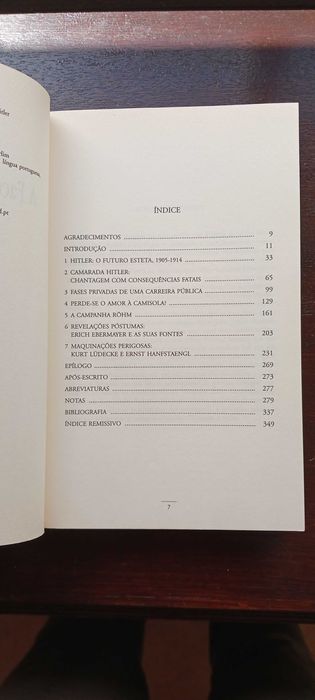 língua portuguesa,
ÍNDICE
AGRADECIMENTOS 9
INTRODUÇÃO 11
1 HITLER: O FUTURO ESTETA, 1905-1914 33
2 CAMARADA HITLER:
CHANTAGEM COM CONSEQUÊNCIAS FATAIS 65
3 FASES PRIVADAS DE UMA CARREIRA PÚBLICA 99
4 PERDE-SE O AMOR À CAMISOLA? 129
5 A CAMPANHA RÖHM 161
6 REVELAÇÕES PÓSTUMAS:
ERICH EBERMAYER E AS SUAS FONTES 203
7 MAQUINAÇÕES PERIGOSAS:
KURT LÜDECKE E ERNST HANFSTAENGL 231
EPÍLOGO 269
APÓS-ESCRITO 273
ABREVIATURAS 277
NOTAS 279
BIBLIOGRAFIA 337
ÍNDICE REMISSIVO 349
7